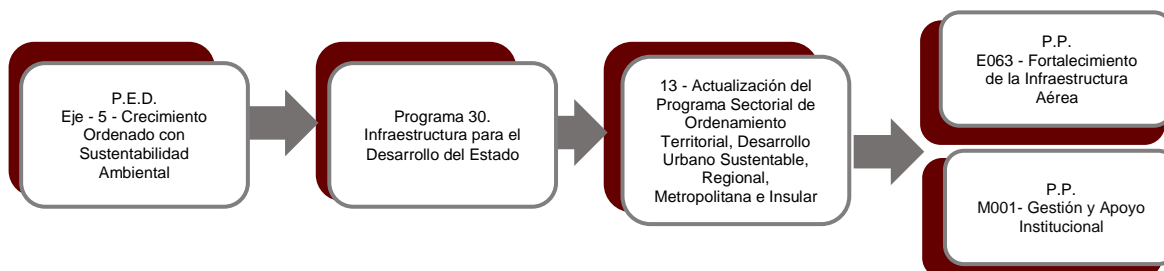 P.E.D.
Eje - 5 - Crecimiento
Ordenado con
Sustentabilidad
Ambiental
Programa 30.
Infraestructura para el
Desarrollo del Estado
13 - Actualización del
Programa Sectorial de
Ordenamiento
Territorial, Desarrollo
Urbano Sustentable,
Regional,
Metropolitana e Insular
P.P.
E063 - Fortalecimiento
de la Infraestructura
Aérea
P.P.
M001- Gestión y Apoyo
Institucional